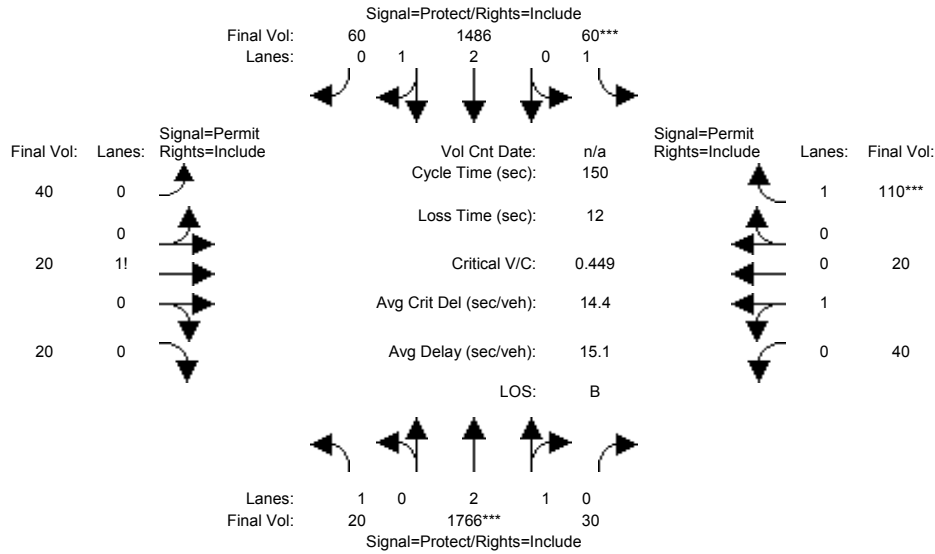 Signal=Protect/Rights=Include
Final Vol: 60 1486 60***
Lanes: 0 1 2 0 1
Signal=Permit
Final Vol: Lanes: Rights=Include
Vol Cnt Date: n/a
Signal=Permit
Rights=Include Lanes: Final Vol:
Cycle Time (sec): 150
40 0
1 110***
Loss Time (sec): 12
0
0
20 1!
Critical V/C: 0.449
0 20
0
Avg Crit Del (sec/veh): 14.4
1
20 0
Avg Delay (sec/veh): 15.1
0 40
LOS: B
Lanes: 1 0 2 1 0
Final Vol: 20 1766*** 30
Signal=Protect/Rights=Include